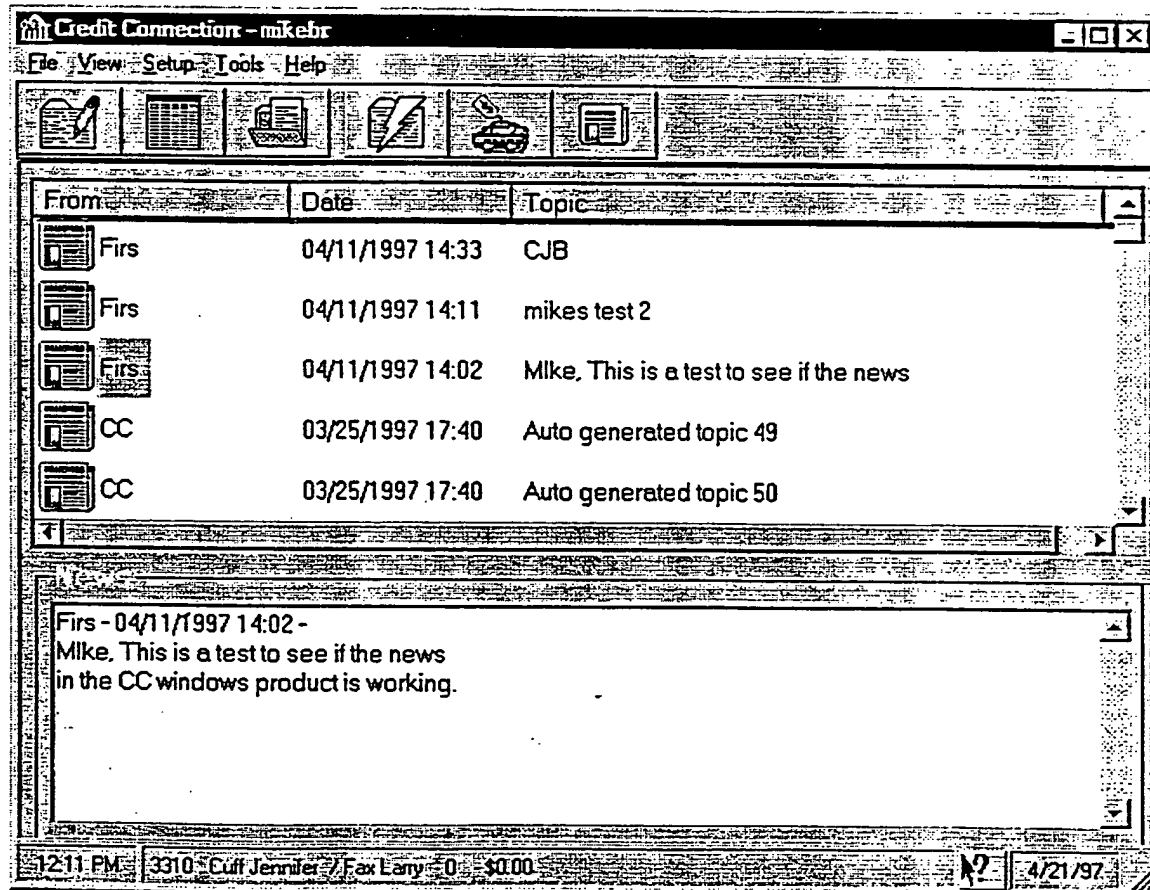 Credit Connection - mikebr
File View Setup Tools Help
From Date Topic
Firs 04/11/1997 14:33 CJB
Firs 04/11/1997 14:11 mikes test 2
Firs 04/11/1997 14:02 MIke, This is a test to see if the news
CC 03/25/1997 17:40 Auto generated topic 49
CC 03/25/1997 17:40 Auto generated topic 50
News
Firs - 04/11/1997 14:02 -
MIke, This is a test to see if the news
in the CC windows product is working.
12:11 PM 3310 Cuff Jennifer / Fax Larry 0 $0.00 4/21/97